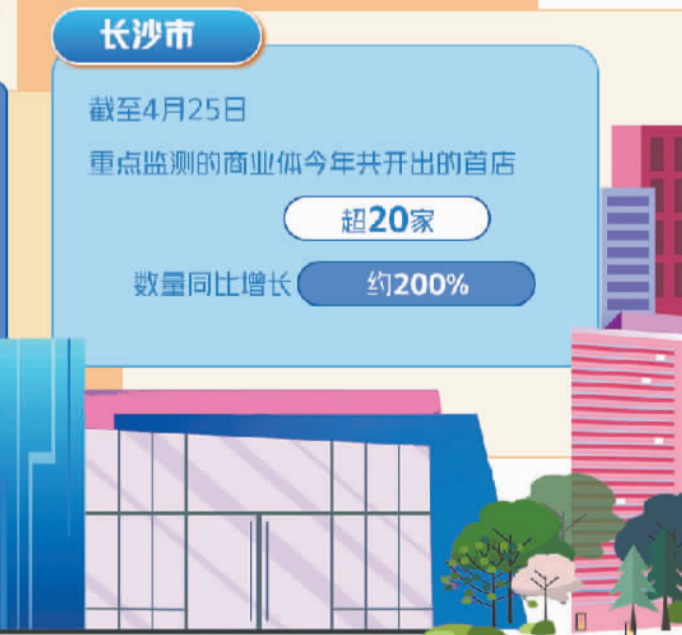 长沙市
截至4月25日
重点监测的商业体今年共开出的首店
超20家
数量同比增长 约200%